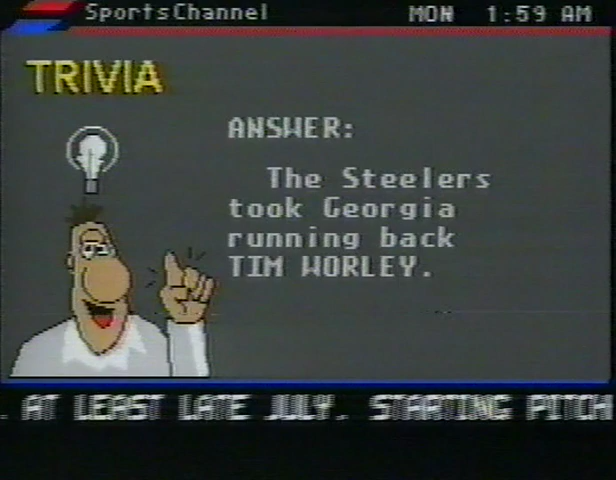 SportsChannel MON 1:59 AM
TRIVIA
ANSWER:
The Steelers
took Georgia
running back
TIM WORLEY.
. AT LEAST LATE JULY. STARTING PITCH